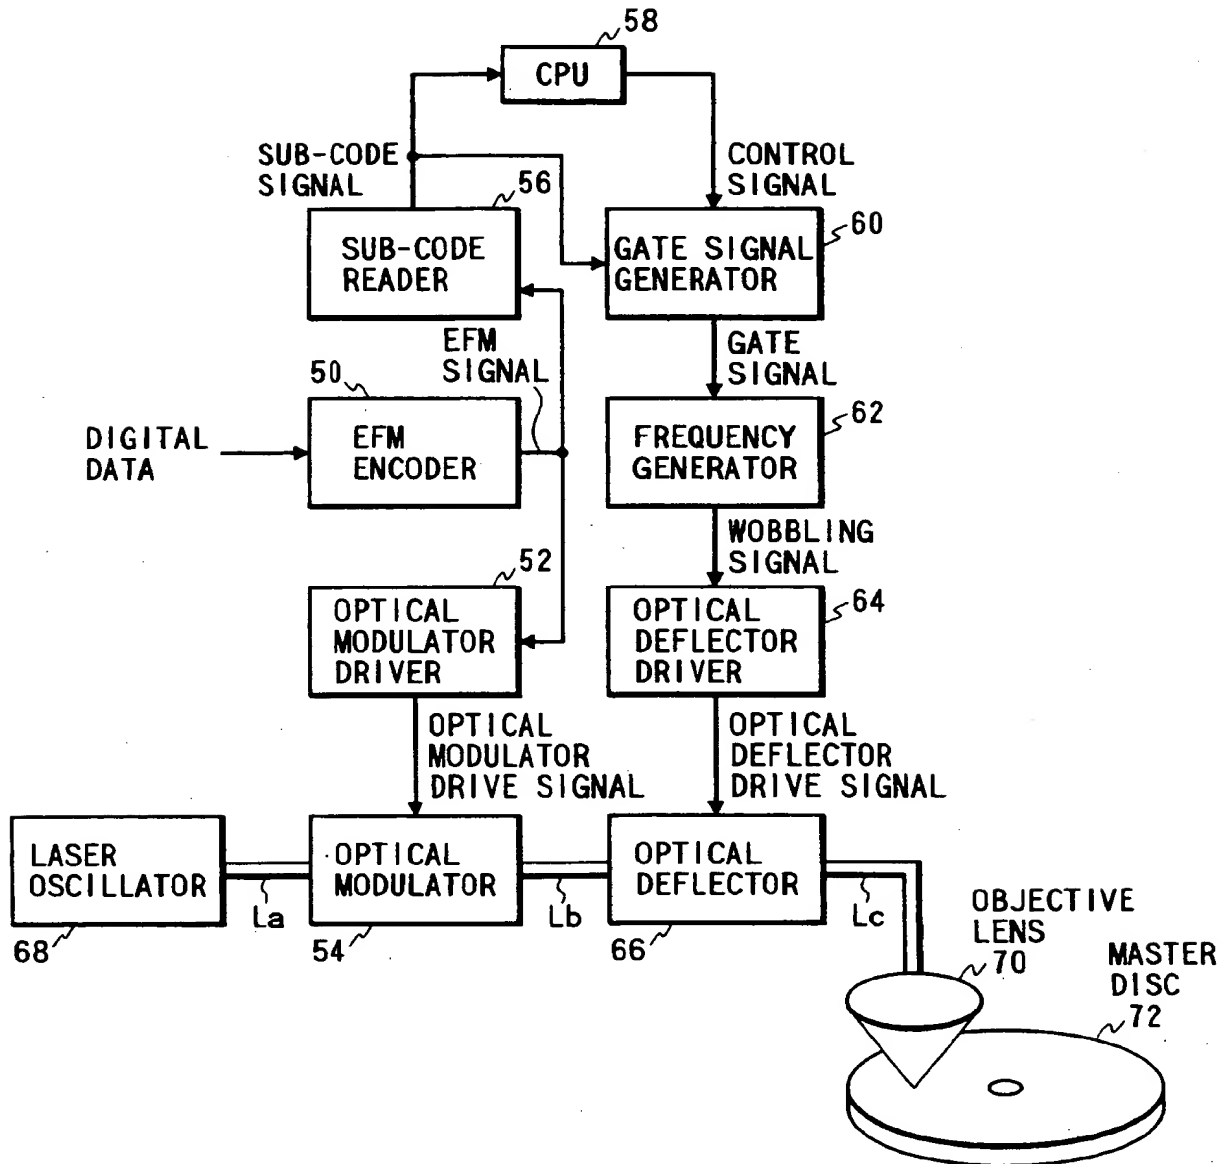 58
CPU
SUB-CODE
SIGNAL
CONTROL
SIGNAL
56
60
SUB-CODE
READER
GATE SIGNAL
GENERATOR
EFM
SIGNAL
GATE
SIGNAL
50
62
DIGITAL
DATA
EFM
ENCODER
FREQUENCY
GENERATOR
WOBBLING
SIGNAL
52
64
OPTICAL
MODULATOR
DRIVER
OPTICAL
DEFLECTOR
DRIVER
OPTICAL
MODULATOR
DRIVE SIGNAL
OPTICAL
DEFLECTOR
DRIVE SIGNAL
LASER
OSCILLATOR
OPTICAL
MODULATOR
OPTICAL
DEFLECTOR
La
Lb
Lc
68
54
66
OBJECTIVE
LENS
70
MASTER
DISC
72